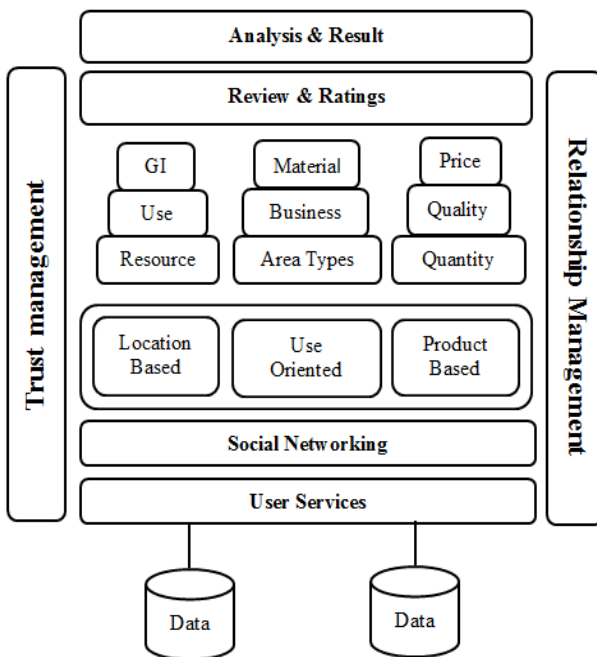 Analysis & Result
Review & Ratings
Trust management
Relationship Management
GI
Material
Price
Use
Business
Quality
Resource
Area Types
Quantity
Location
Based
Use
Oriented
Product
Based
Social Networking
User Services
Data
Data